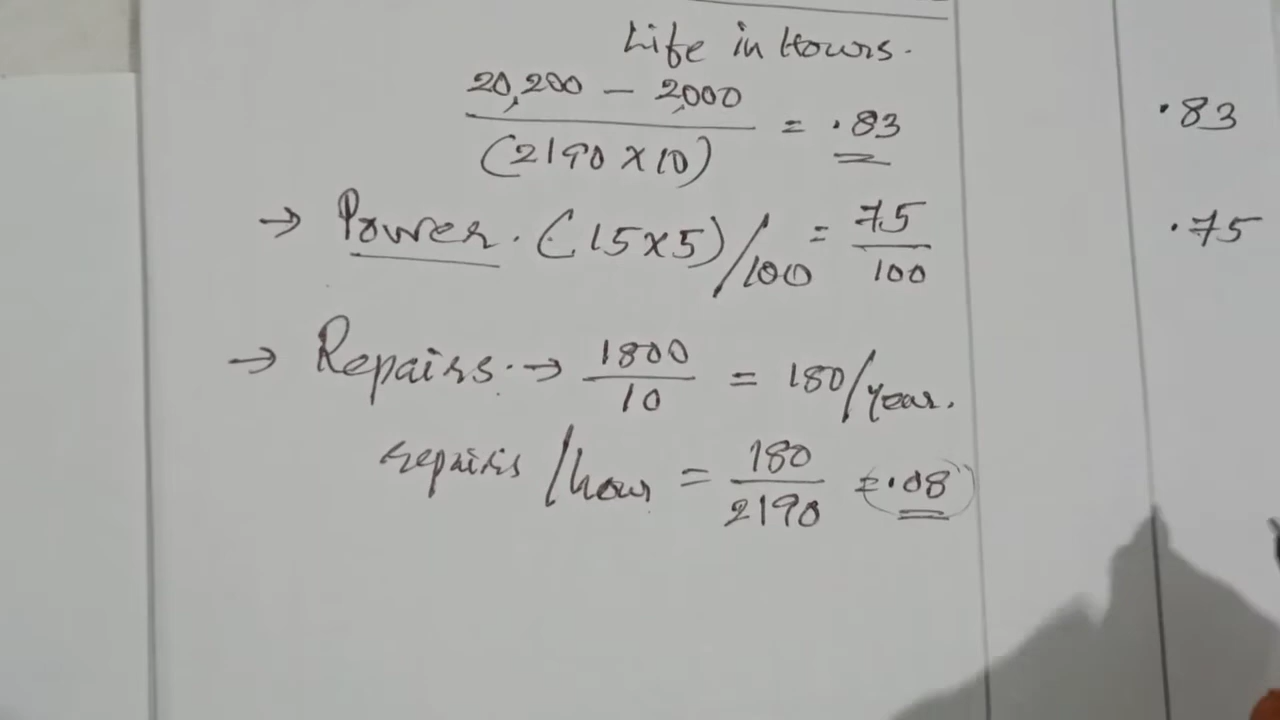 Life in Hours.
20,200 - 2,000
(2190 x 10) = .83 .83
→ Power. (15x5)/100 = 75/100 .75
→ Repairs. → 1800/10 = 180/year.
repairs/hour = 180/2190 = .08